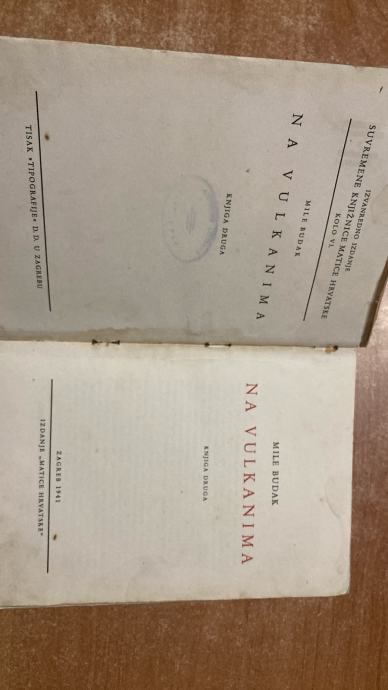 IZVANREDNO IZDANJE
SUVREMENE KNJIŽNICE MATICE HRVATSKE
KOLO VI.
MILE BUDAK
NA VULKANIMA
KNJIGA DRUGA
TISAK »TIPOGRAFIJE« D. D. U ZAGREBU
MILE BUDAK
NA VULKANIMA
KNJIGA DRUGA
ZAGREB 1941
IZDANJE „MATICE HRVATSKE“